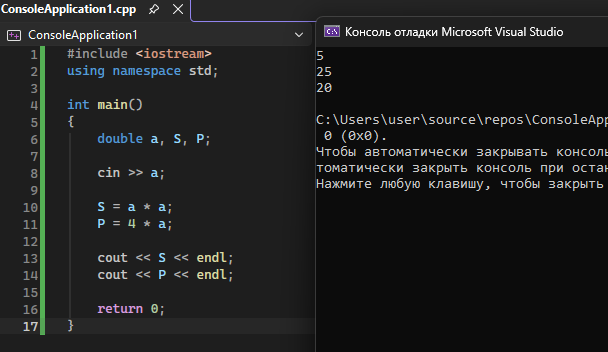 ConsoleApplication1.cpp
ConsoleApplication1
1 #include <iostream>
2 using namespace std;
3
4 int main()
5 {
6 double a, S, P;
7
8 cin >> a;
9
10 S = a * a;
11 P = 4 * a;
12
13 cout << S << endl;
14 cout << P << endl;
15
16 return 0;
17 }
Консоль отладки Microsoft Visual Studio
5
25
20
C:\Users\user\source\repos\ConsoleAp
0 (0x0).
Чтобы автоматически закрывать консоль
томатически закрыть консоль при остан
Нажмите любую клавишу, чтобы закрыть